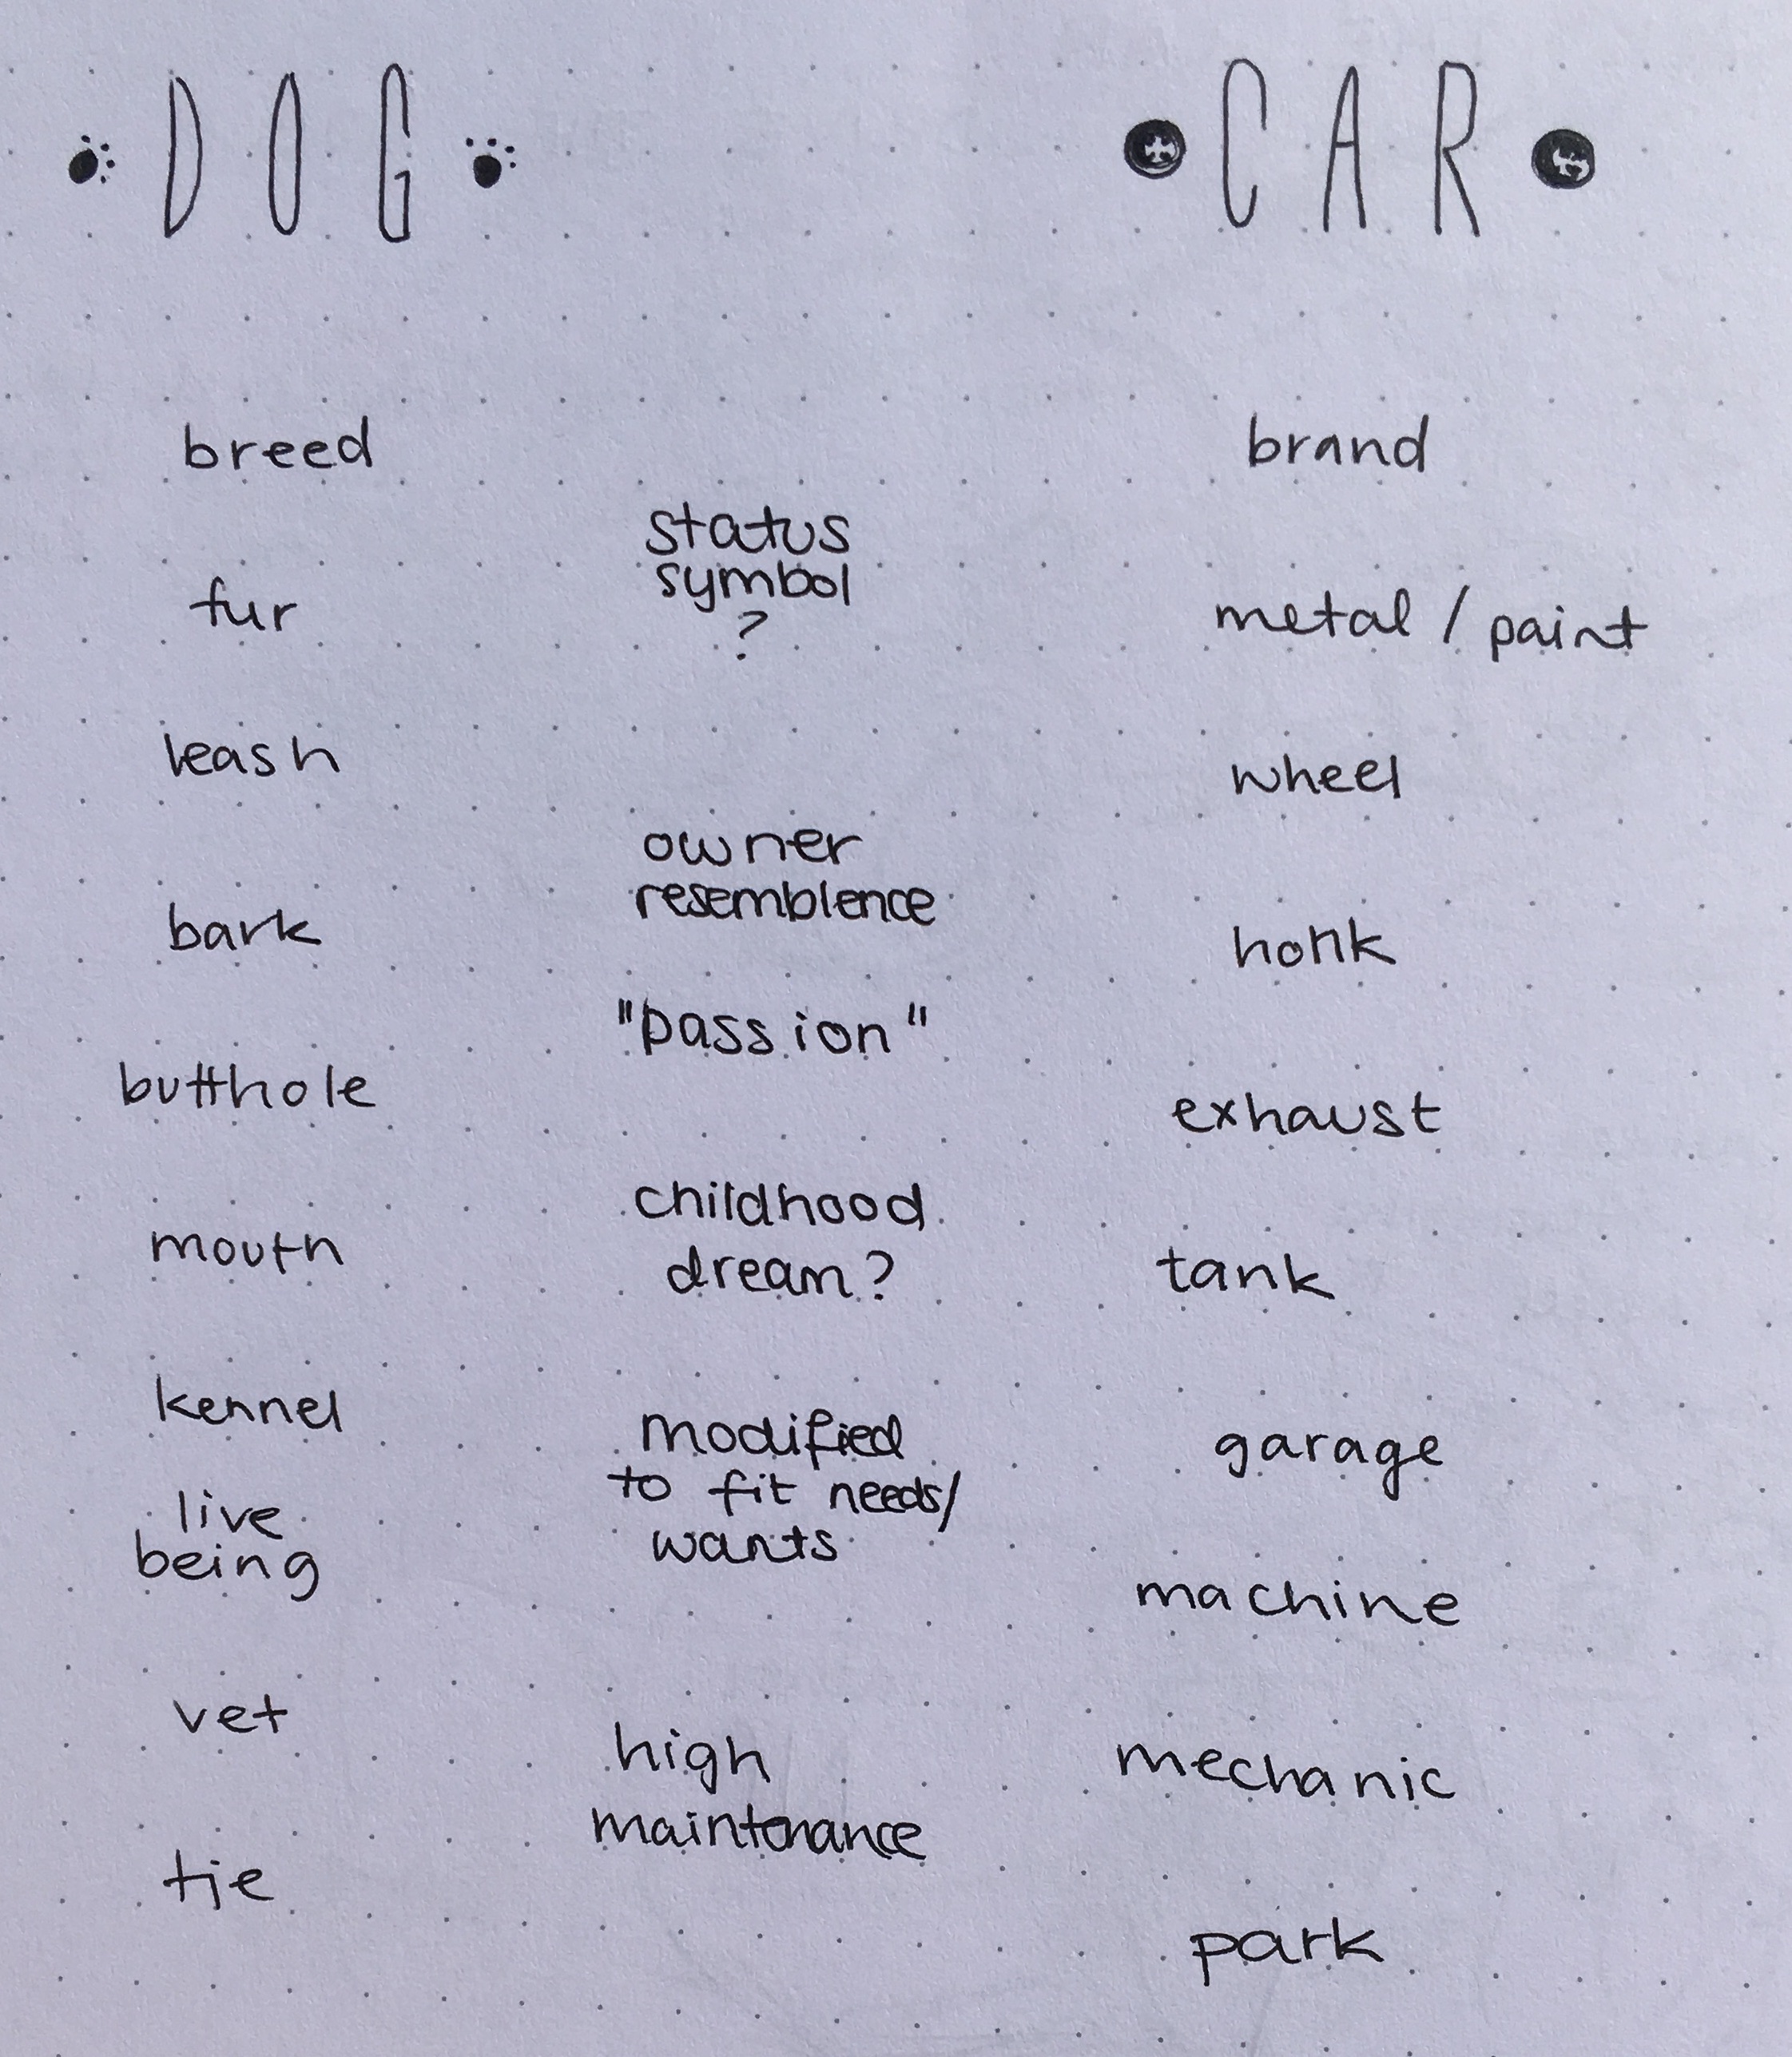 DOG
CAR
breed
fur
leash
bark
butthole
mouth
kennel
live
being
vet
tie
status
symbol
?
owner
resemblence
"passion"
childhood
dream?
modified
to fit needs/
wants
high
maintenance
brand
metal / paint
wheel
honk
exhaust
tank
garage
machine
mechanic
park